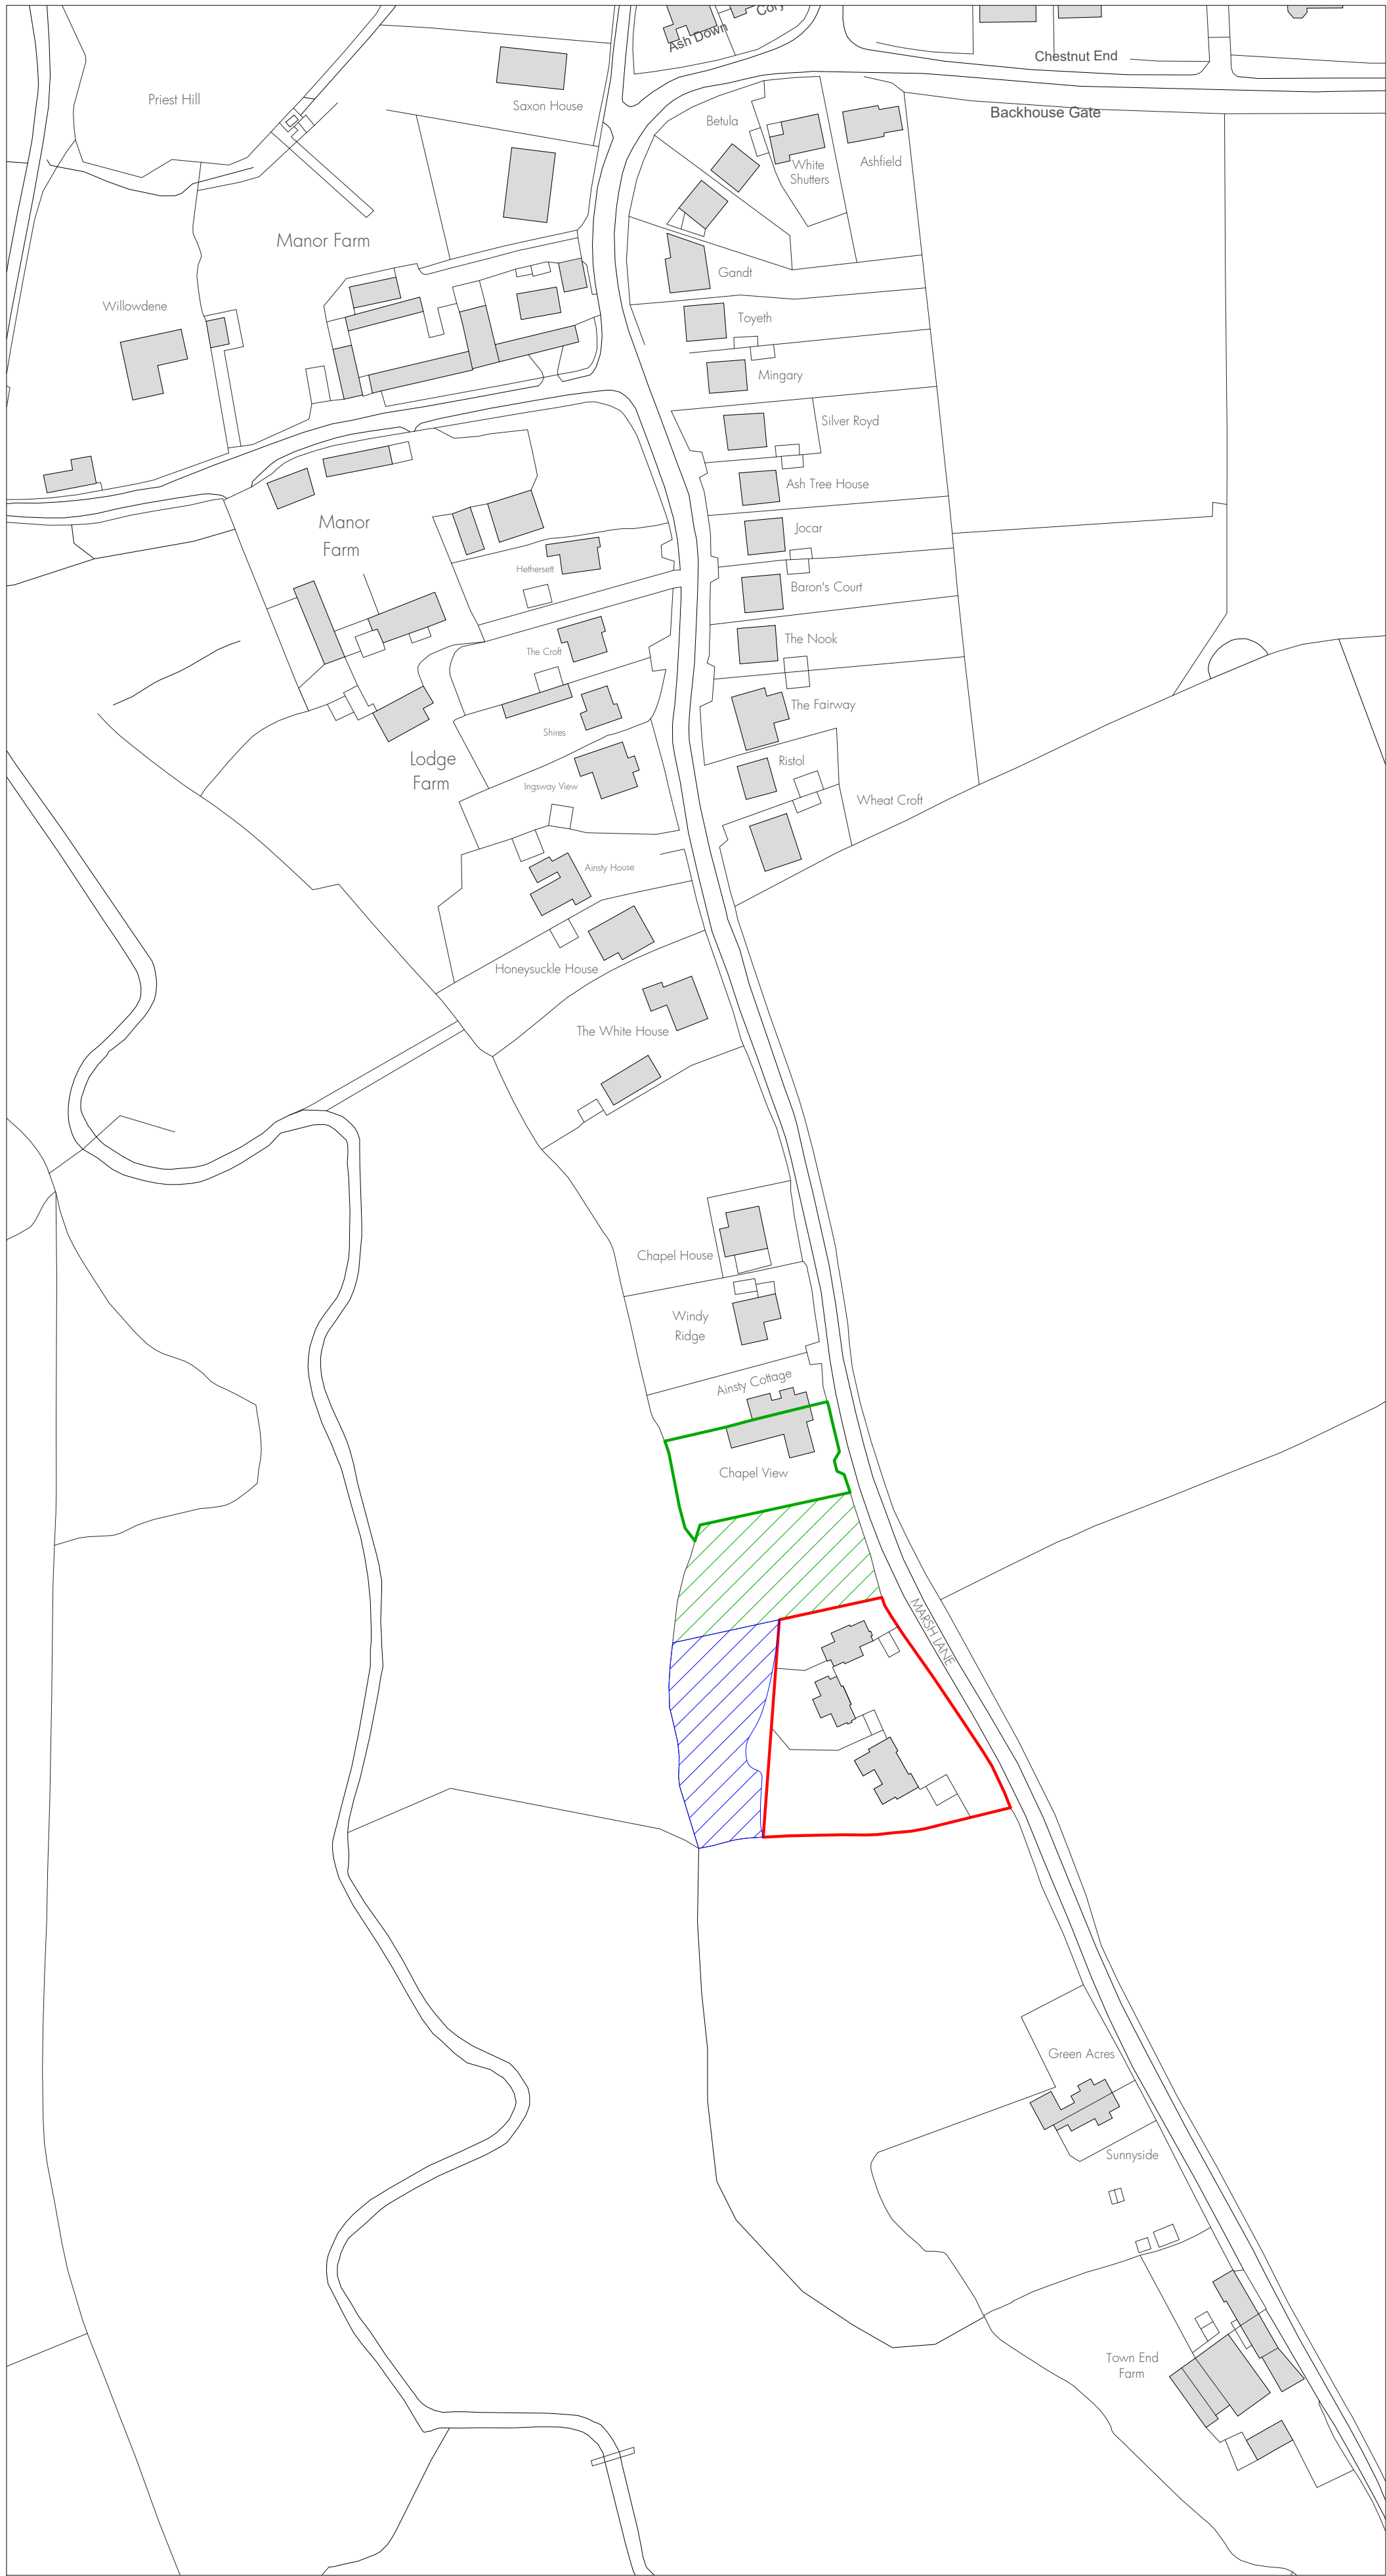 Cory
Ash Down
Chestnut End
Priest Hill
Saxon House
Backhouse Gate
Betula
White
Shutters
Ashfield
Manor Farm
Gandt
Willowdene
Toyeth
Mingary
Silver Royd
Ash Tree House
Manor
Farm
Jocar
Hethersett
Baron's Court
The Nook
The Croft
The Fairway
Shires
Lodge
Farm
Ristol
Ingsway View
Wheat Croft
Ainsty House
Honeysuckle House
The White House
Chapel House
Windy
Ridge
Ainsty Cottage
Chapel View
MARSH LANE
Green Acres
Sunnyside
Town End
Farm